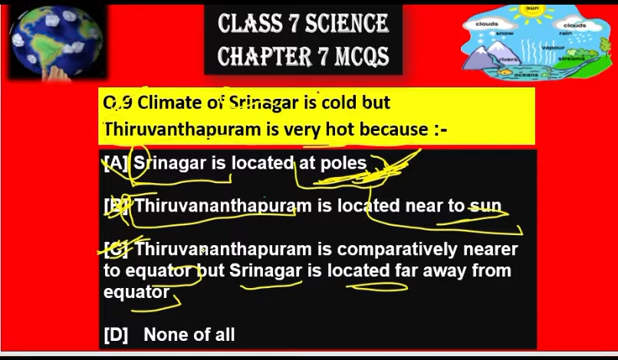 CLASS 7 SCIENCE
CHAPTER 7 MCQS
sun
clouds
clouds
snow
rain
vapour
rivers
streams
oceans
Q.9 Climate of Srinagar is cold but
Thiruvanthapuram is very hot because :-
[A] Srinagar is located at poles
[B] Thiruvananthapuram is located near to sun
[C] Thiruvananthapuram is comparatively nearer
to equator but Srinagar is located far away from
equator
[D] None of all